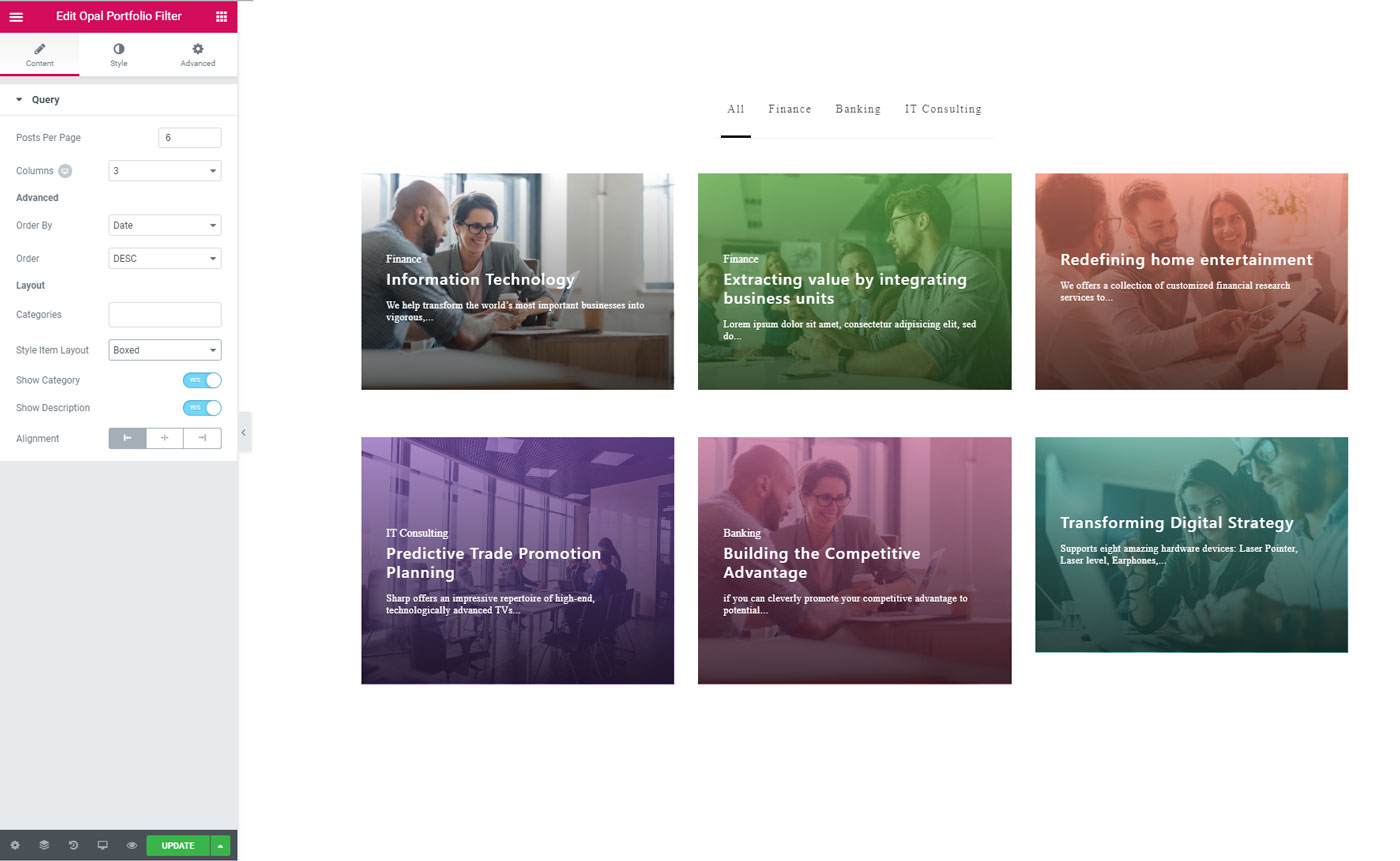 Edit Opal Portfolio Filter
Content
Style
Advanced
Query
Posts Per Page
6
Columns
3
Advanced
Order By
Date
Order
DESC
Layout
Categories
Style Item Layout
Boxed
Show Category
YES
Show Description
YES
Alignment
UPDATE
All
Finance
Banking
IT Consulting
Finance
Information Technology
We help transform the world's most important businesses into
vigorous,...
Finance
Extracting value by integrating
business units
Lorem ipsum dolor sit amet, consectetur adipisicing elit, sed
do...
Redefining home entertainment
We offers a collection of customized financial research
services to...
IT Consulting
Predictive Trade Promotion
Planning
Sharp offers an impressive repertoire of high-end,
technologically advanced TVs...
Banking
Building the Competitive
Advantage
if you can cleverly promote your competitive advantage to
potential...
Transforming Digital Strategy
Supports eight amazing hardware devices: Laser Pointer,
Laser level, Earphones,...